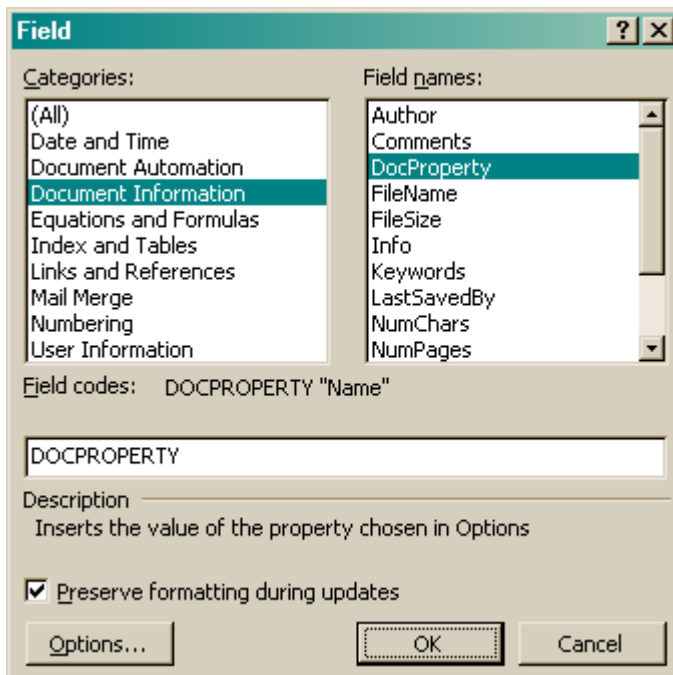 Field
Categories:
(All)
Date and Time
Document Automation
Document Information
Equations and Formulas
Index and Tables
Links and References
Mail Merge
Numbering
User Information
Field names:
Author
Comments
DocProperty
FileName
FileSize
Info
Keywords
LastSavedBy
NumChars
NumPages
Field codes: DOCPROPERTY "Name"
DOCPROPERTY
Description
Inserts the value of the property chosen in Options
Preserve formatting during updates
Options... OK Cancel